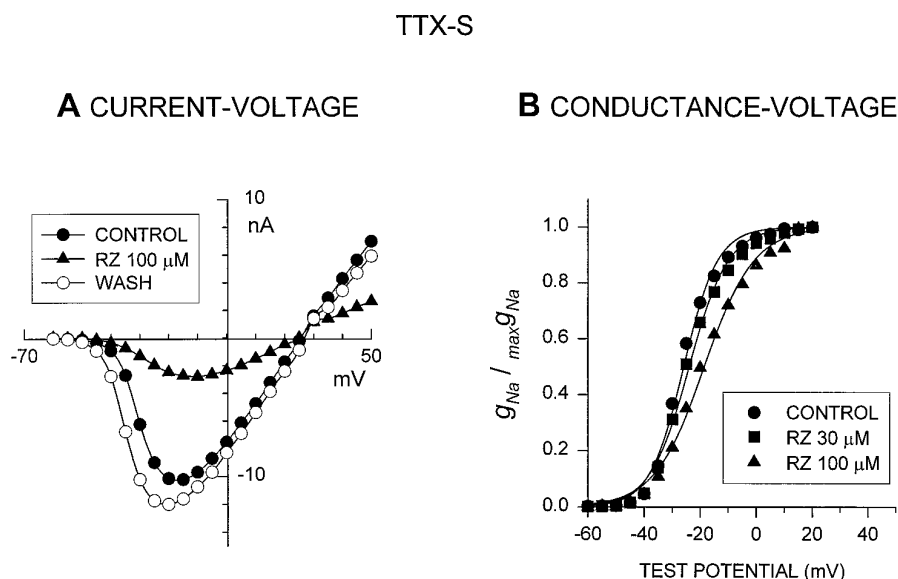 TTX-S
A CURRENT-VOLTAGE
10
nA
CONTROL
RZ 100 μM
WASH
-70
50
mV
-10
B CONDUCTANCE-VOLTAGE
1.0
0.8
0.6
0.4
0.2
0.0
gNa / maxgNa
CONTROL
RZ 30 μM
RZ 100 μM
-60 -40 -20 0 20 40
TEST POTENTIAL (mV)